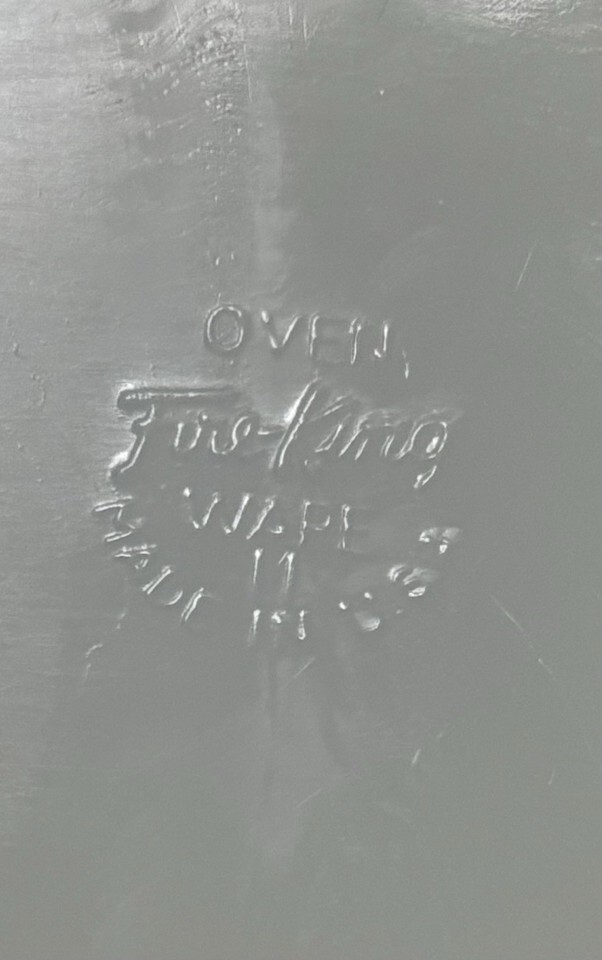 OVEN
Fire-King
WARE
11
MADE IN U.S.A.